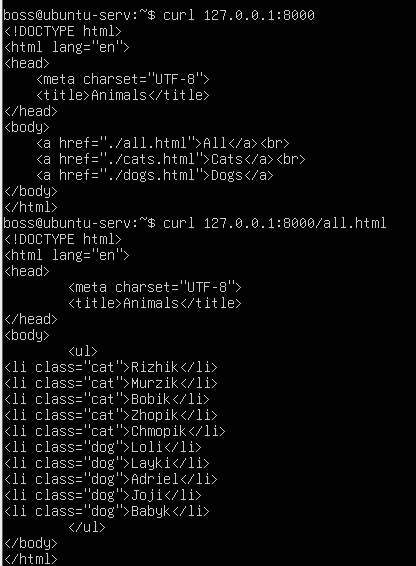 boss@ubuntu-serv:~$ curl 127.0.0.1:8000
<!DOCTYPE html>
<html lang="en">
<head>
    <meta charset="UTF-8">
    <title>Animals</title>
</head>
<body>
    <a href="./all.html">All</a><br>
    <a href="./cats.html">Cats</a><br>
    <a href="./dogs.html">Dogs</a>
</body>
</html>
boss@ubuntu-serv:~$ curl 127.0.0.1:8000/all.html
<!DOCTYPE html>
<html lang="en">
<head>
        <meta charset="UTF-8">
        <title>Animals</title>
</head>
<body>
        <ul>
<li class="cat">Rizhik</li>
<li class="cat">Murzik</li>
<li class="cat">Bobik</li>
<li class="cat">Zhopik</li>
<li class="cat">Chmopik</li>
<li class="dog">Loli</li>
<li class="dog">Layki</li>
<li class="dog">Adriel</li>
<li class="dog">Joji</li>
<li class="dog">Babyk</li>
        </ul>
</body>
</html>